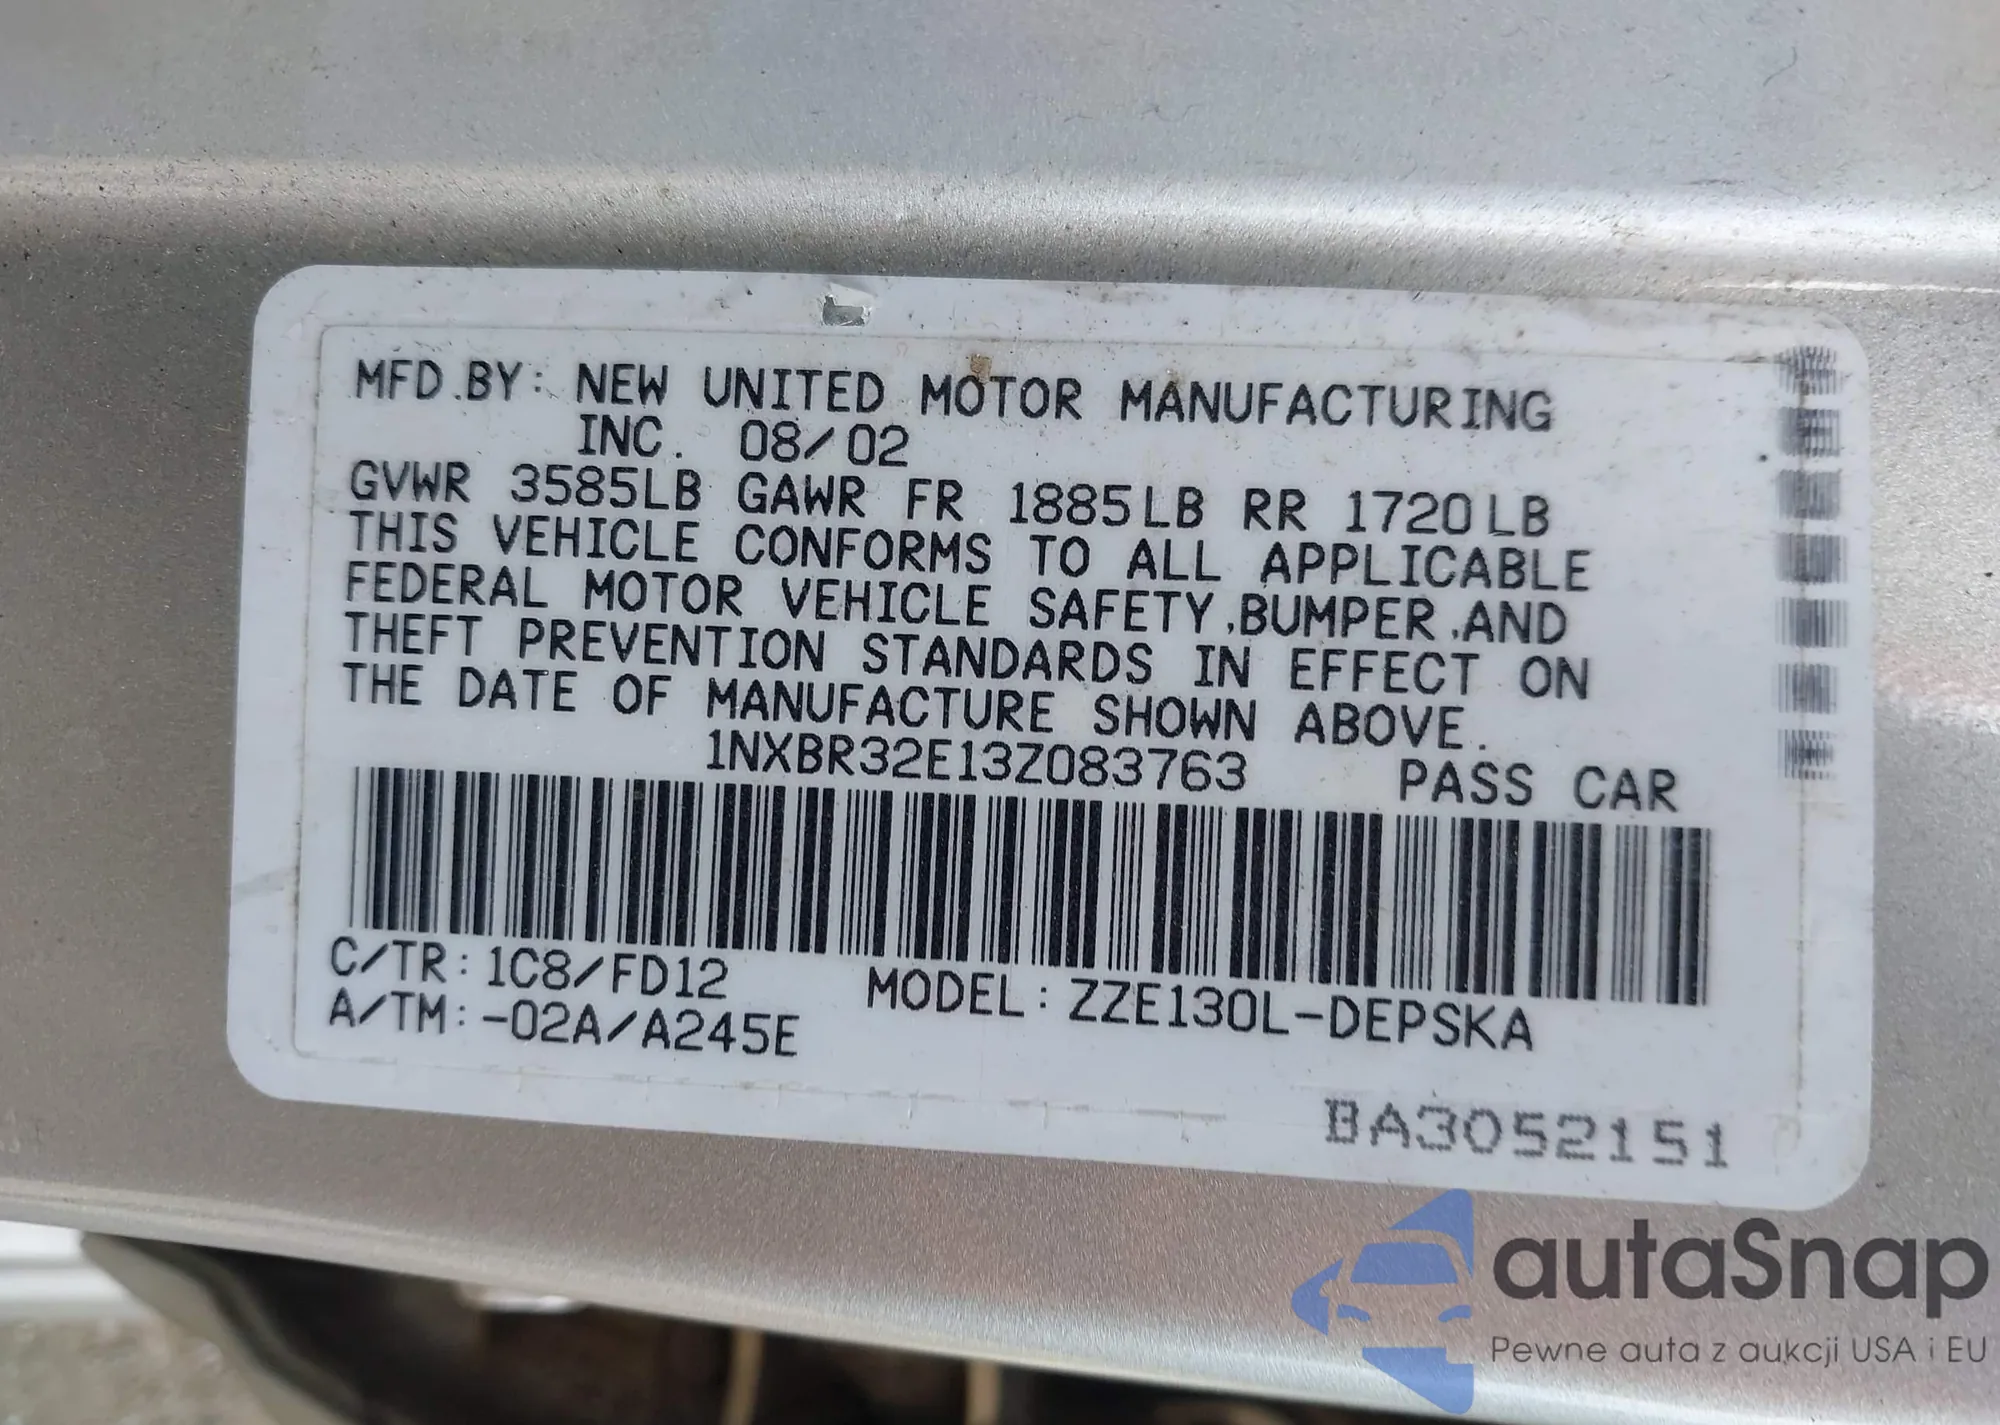 MFD.BY: NEW UNITED MOTOR MANUFACTURING
INC. 08/02
GVWR 3585LB GAWR FR 1885LB RR 1720LB
THIS VEHICLE CONFORMS TO ALL APPLICABLE
FEDERAL MOTOR VEHICLE SAFETY,BUMPER,AND
THEFT PREVENTION STANDARDS IN EFFECT ON
THE DATE OF MANUFACTURE SHOWN ABOVE.
1NXBR32E13Z083763 PASS CAR
C/TR: 1C8/FD12 MODEL: ZZE130L-DEPSKA
A/TM: -02A/A245E
BA3052151
autaSnap
Pewne auta z aukcji USA i EU